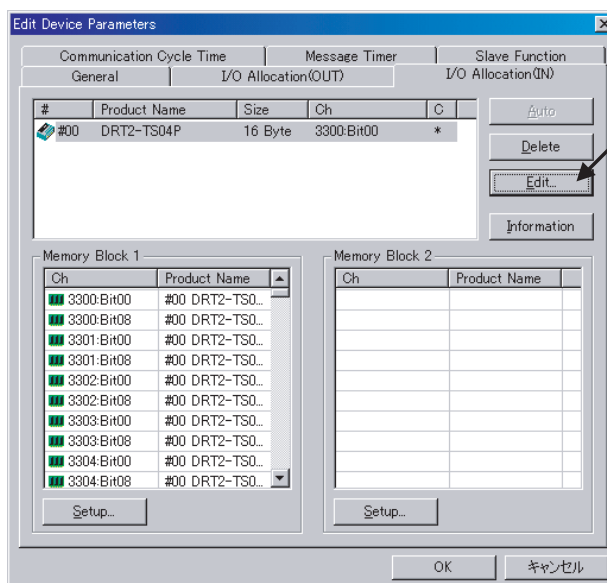 Edit Device Parameters
Communication Cycle Time Message Timer Slave Function
General I/O Allocation(OUT) I/O Allocation(IN)
# Product Name Size Ch C
#00 DRT2-TS04P 16 Byte 3300:Bit00 *
Auto
Delete
Edit...
Information
Memory Block 1
Ch Product Name
3300:Bit00 #00 DRT2-TS0...
3300:Bit08 #00 DRT2-TS0...
3301:Bit00 #00 DRT2-TS0...
3301:Bit08 #00 DRT2-TS0...
3302:Bit00 #00 DRT2-TS0...
3302:Bit08 #00 DRT2-TS0...
3303:Bit00 #00 DRT2-TS0...
3303:Bit08 #00 DRT2-TS0...
3304:Bit00 #00 DRT2-TS0...
3304:Bit08 #00 DRT2-TS0...
Setup...
Memory Block 2
Ch Product Name
Setup...
OK キャンセル